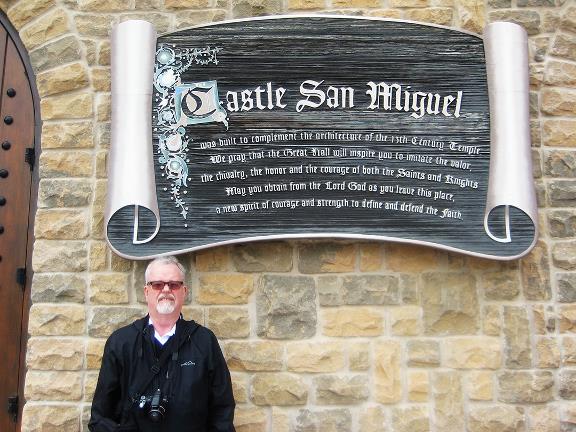 Castle San Miguel
was built to complement the architecture of the 13th Century Temple
We pray that the Great Hall will inspire you to imitate the valor,
the chivalry, the honor and the courage of both the Saints and Knights
May you obtain from the Lord God as you leave this place,
a new spirit of courage and strength to define and defend the Faith.